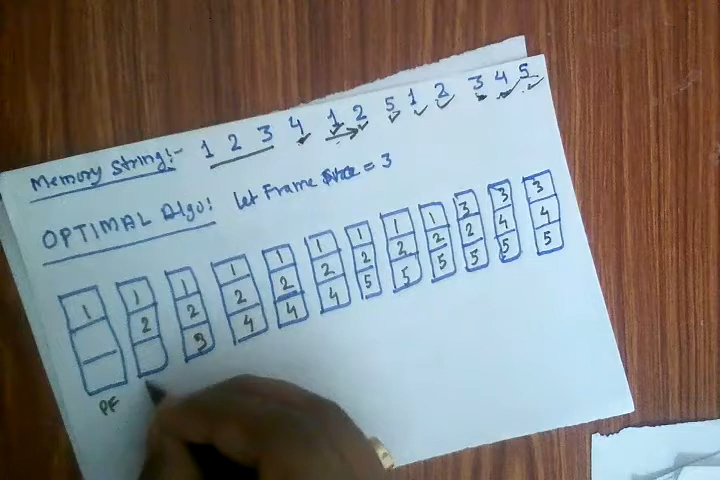 Memory String:- 1 2 3 4 1 2 5 1 2 3 4 5
OPTIMAL Algo: Let Frame Size = 3
1 1 1 1 1 1 1 1 1 3 3 3
2 2 2 2 2 2 2 2 2 4 4
3 4 4 4 5 5 5 5 5 5
PF